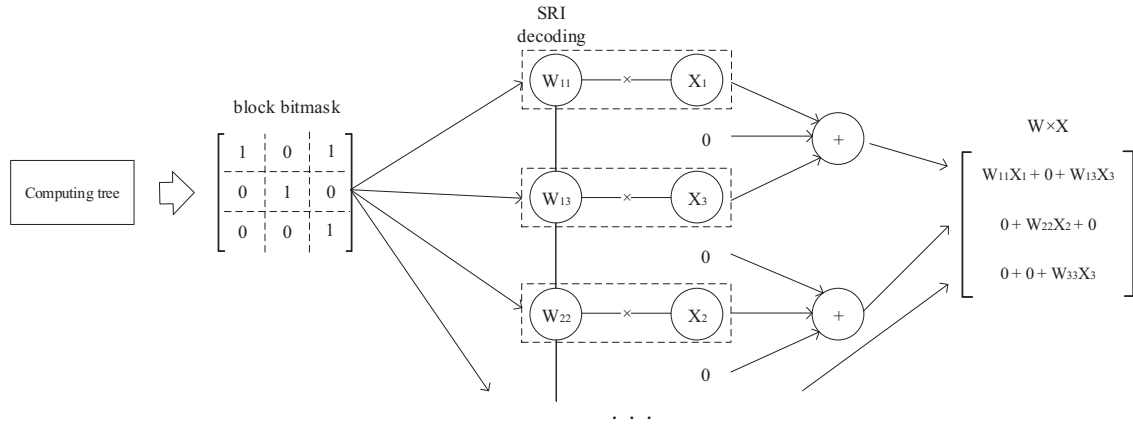 SRI
decoding
W11 × X1
block bitmask
W×X
0
+
1 0 1
Computing tree
0 1 0
0 0 1
W11X1 + 0 + W13X3
W13 × X3
0 + W22X2 + 0
0
0 + 0 + W33X3
W22 × X2
+
0
. . .